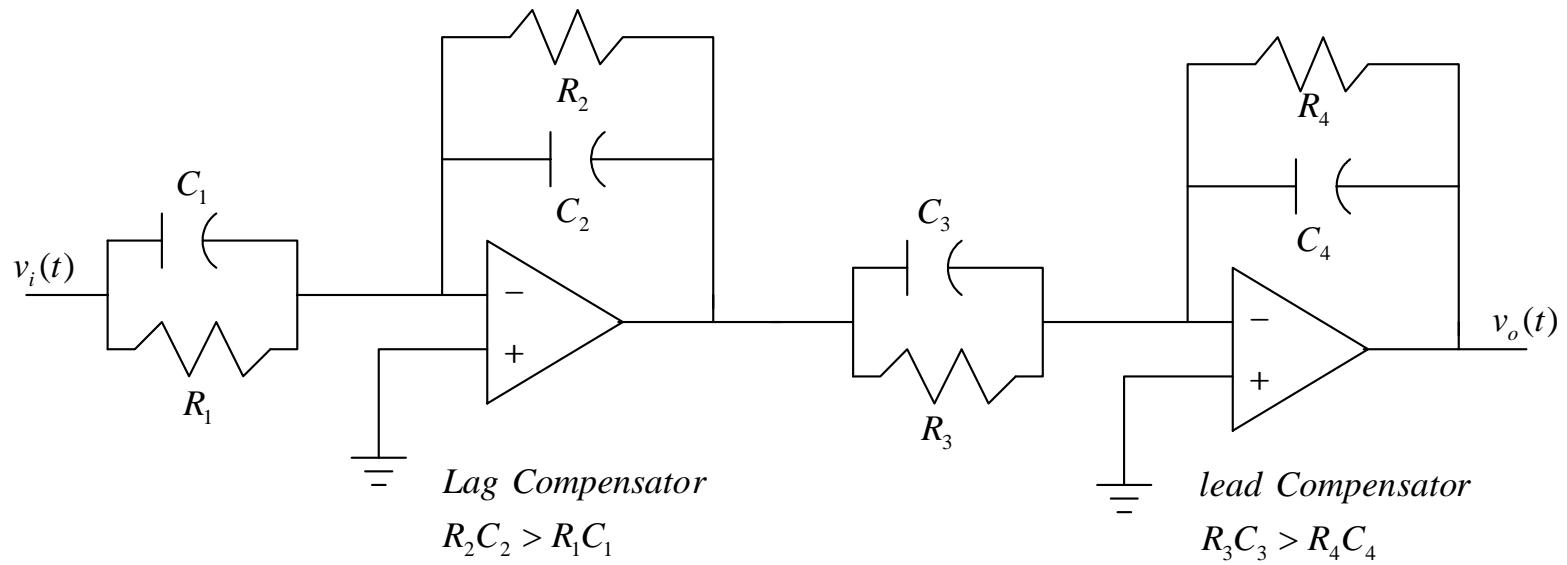 R₂
R₄
C₁
C₂
C₃
C₄
vᵢ(t)
−
+
R₁
−
+
vₒ(t)
R₃
Lag Compensator
R₂C₂ > R₁C₁
lead Compensator
R₃C₃ > R₄C₄